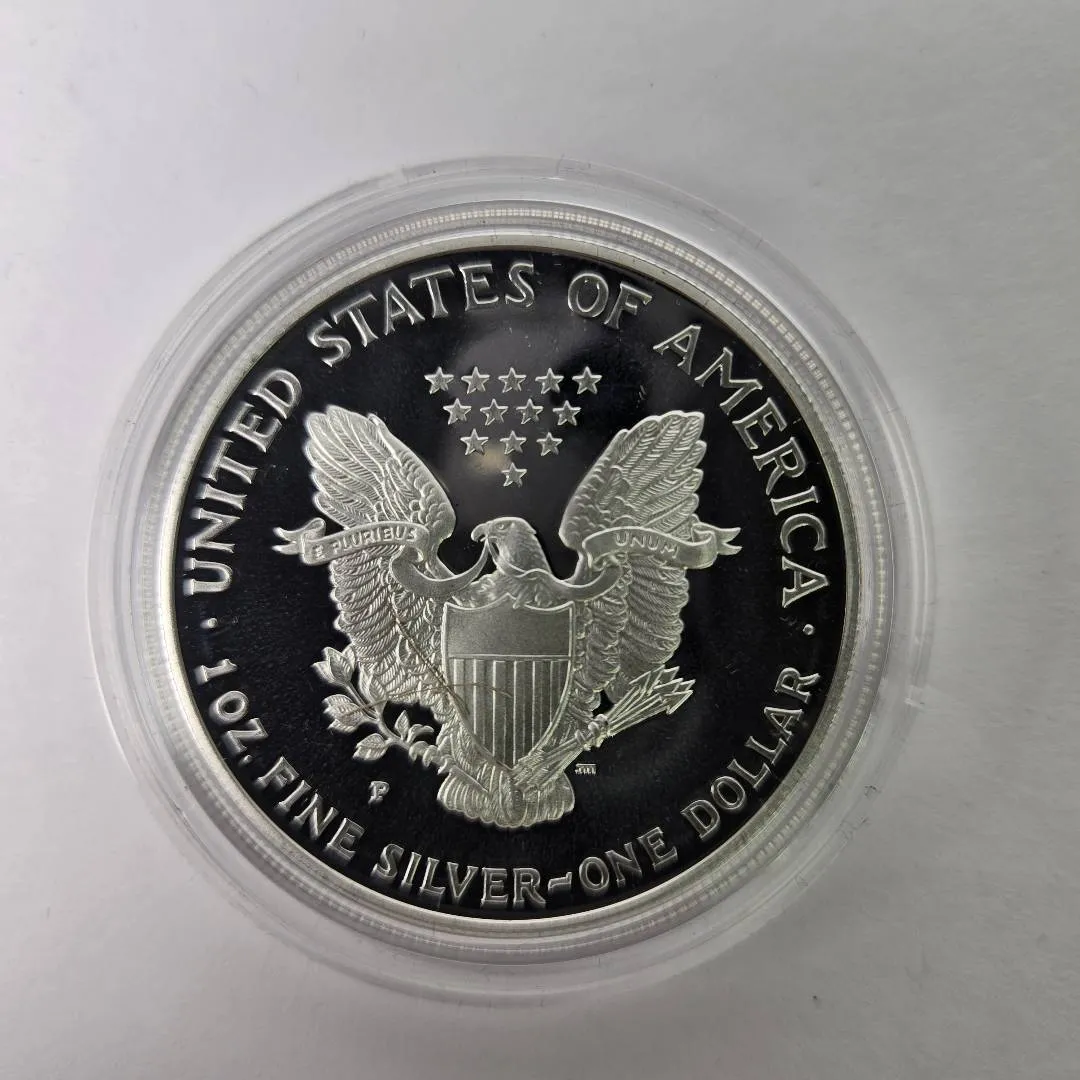 · UNITED STATES OF AMERICA ·
E PLURIBUS
UNUM
P
1 OZ. FINE SILVER~ONE DOLLAR